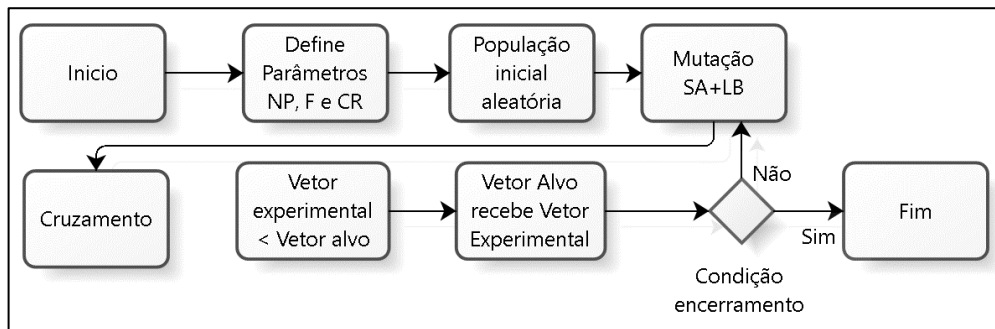 Inicio
Define
Parâmetros
NP, F e CR
População
inicial
aleatória
Mutação
SA+LB
Cruzamento
Vetor
experimental
< Vetor alvo
Vetor Alvo
recebe Vetor
Experimental
Não
Sim
Condição
encerramento
Fim